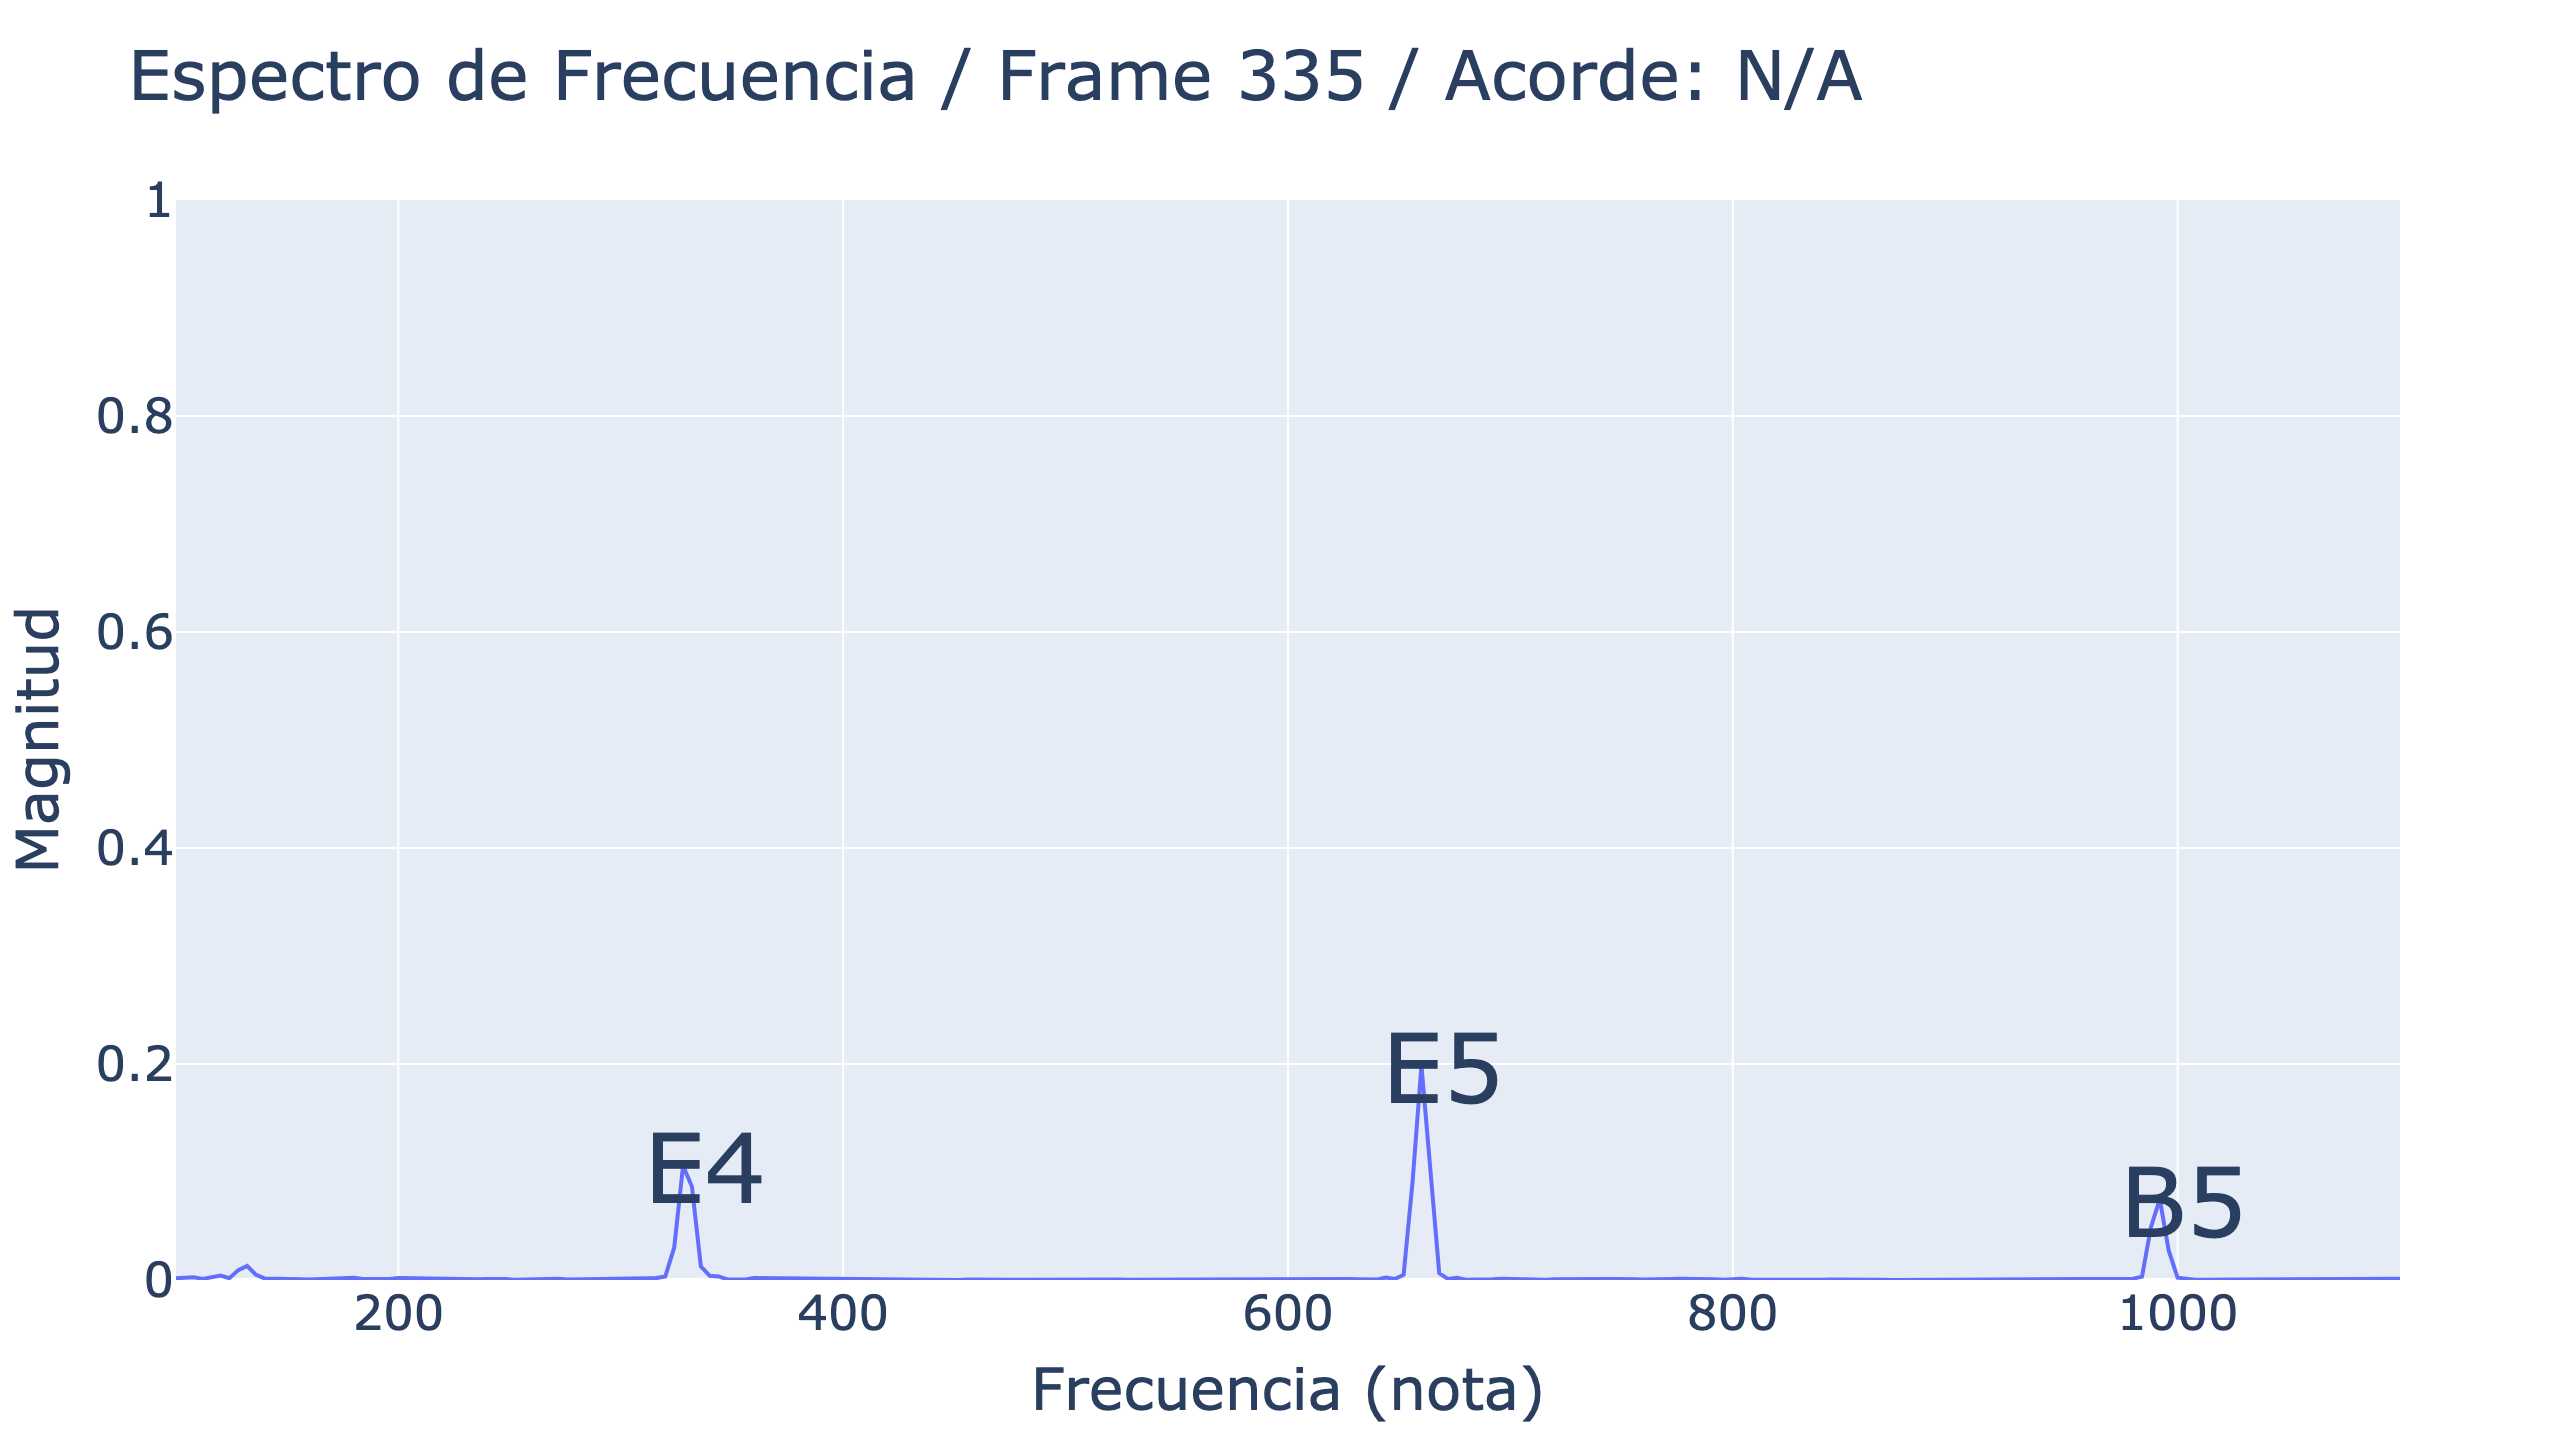 Espectro de Frecuencia / Frame 335 / Acorde: N/A
1
0.8
0.6
0.4
0.2
0
Magnitud
E4
E5
B5
200 400 600 800 1000
Frecuencia (nota)